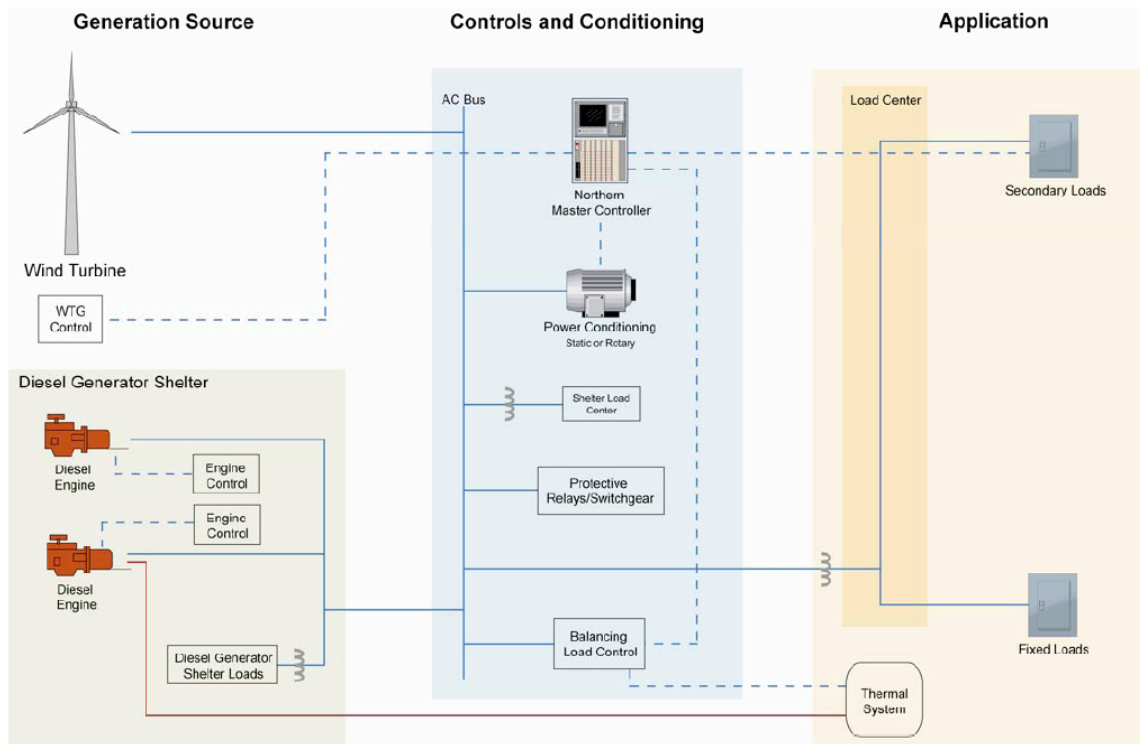 Generation Source
Controls and Conditioning
Application
AC Bus
Load Center
Northern
Master Controller
Secondary Loads
Wind Turbine
WTG
Control
Power Conditioning
Static or Rotary
Diesel Generator Shelter
Shelter Load
Center
Diesel
Engine
Engine
Control
Protective
Relays/Switchgear
Engine
Control
Diesel
Engine
Balancing
Load Control
Fixed Loads
Diesel Generator
Shelter Loads
Thermal
System